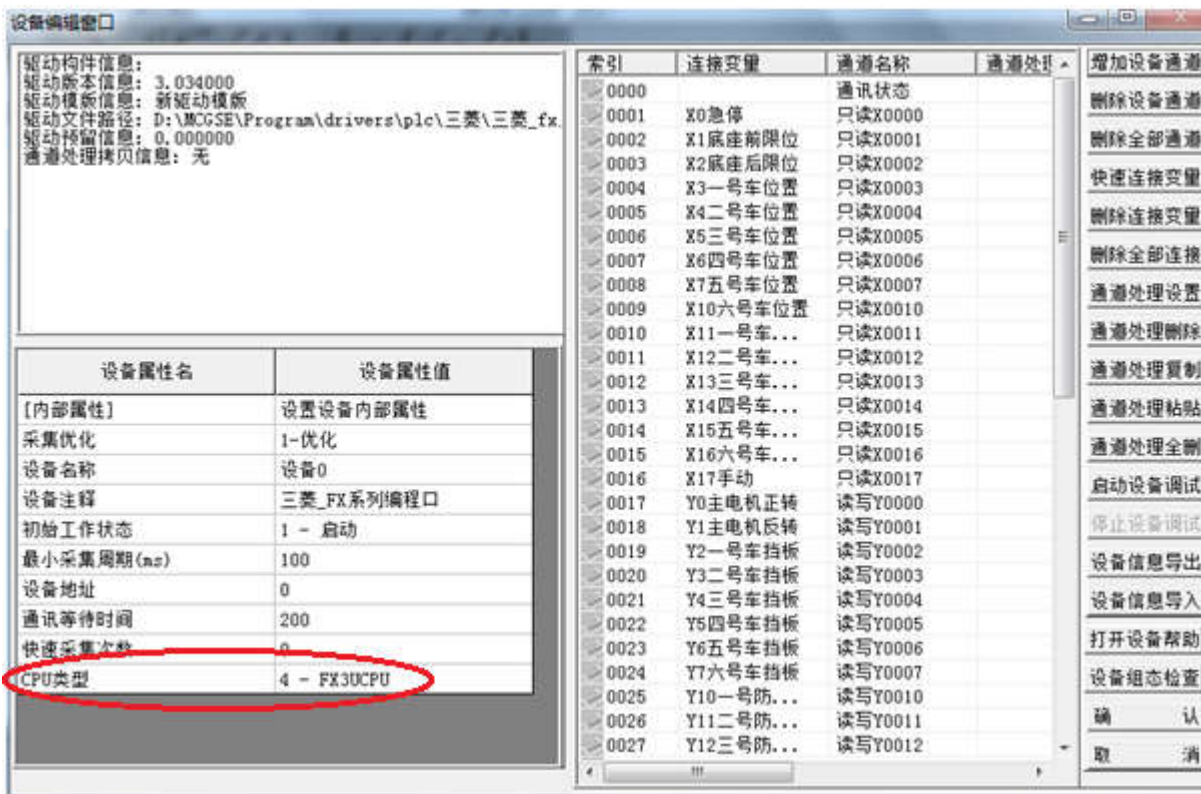 设备编辑窗口
驱动构件信息:
驱动版本信息: 3.034000
驱动模版信息: 新驱动模版
驱动文件路径: D:\MCGSE\Program\drivers\plc\三菱\三菱_fx
驱动预留信息: 0.000000
通道处理拷贝信息: 无
设备属性名 设备属性值
[内部属性] 设置设备内部属性
采集优化 1-优化
设备名称 设备0
设备注释 三菱_FX系列编程口
初始工作状态 1 - 启动
最小采集周期(ms) 100
设备地址 0
通讯等待时间 200
快速采集次数 0
CPU类型 4 - FX3UCPU
索引 连接变量 通道名称 通道处理
0000 通讯状态
0001 X0急停 只读X0000
0002 X1底座前限位 只读X0001
0003 X2底座后限位 只读X0002
0004 X3一号车位置 只读X0003
0005 X4二号车位置 只读X0004
0006 X5三号车位置 只读X0005
0007 X6四号车位置 只读X0006
0008 X7五号车位置 只读X0007
0009 X10六号车位置 只读X0010
0010 X11一号车... 只读X0011
0011 X12二号车... 只读X0012
0012 X13三号车... 只读X0013
0013 X14四号车... 只读X0014
0014 X15五号车... 只读X0015
0015 X16六号车... 只读X0016
0016 X17手动 只读X0017
0017 Y0主电机正转 读写Y0000
0018 Y1主电机反转 读写Y0001
0019 Y2一号车挡板 读写Y0002
0020 Y3二号车挡板 读写Y0003
0021 Y4三号车挡板 读写Y0004
0022 Y5四号车挡板 读写Y0005
0023 Y6五号车挡板 读写Y0006
0024 Y7六号车挡板 读写Y0007
0025 Y10一号防... 读写Y0010
0026 Y11二号防... 读写Y0011
0027 Y12三号防... 读写Y0012
增加设备通道
删除设备通道
删除全部通道
快速连接变量
删除连接变量
删除全部连接
通道处理设置
通道处理删除
通道处理复制
通道处理粘贴
通道处理全删
启动设备调试
停止设备调试
设备信息导出
设备信息导入
打开设备帮助
设备组态检查
确 认
取 消